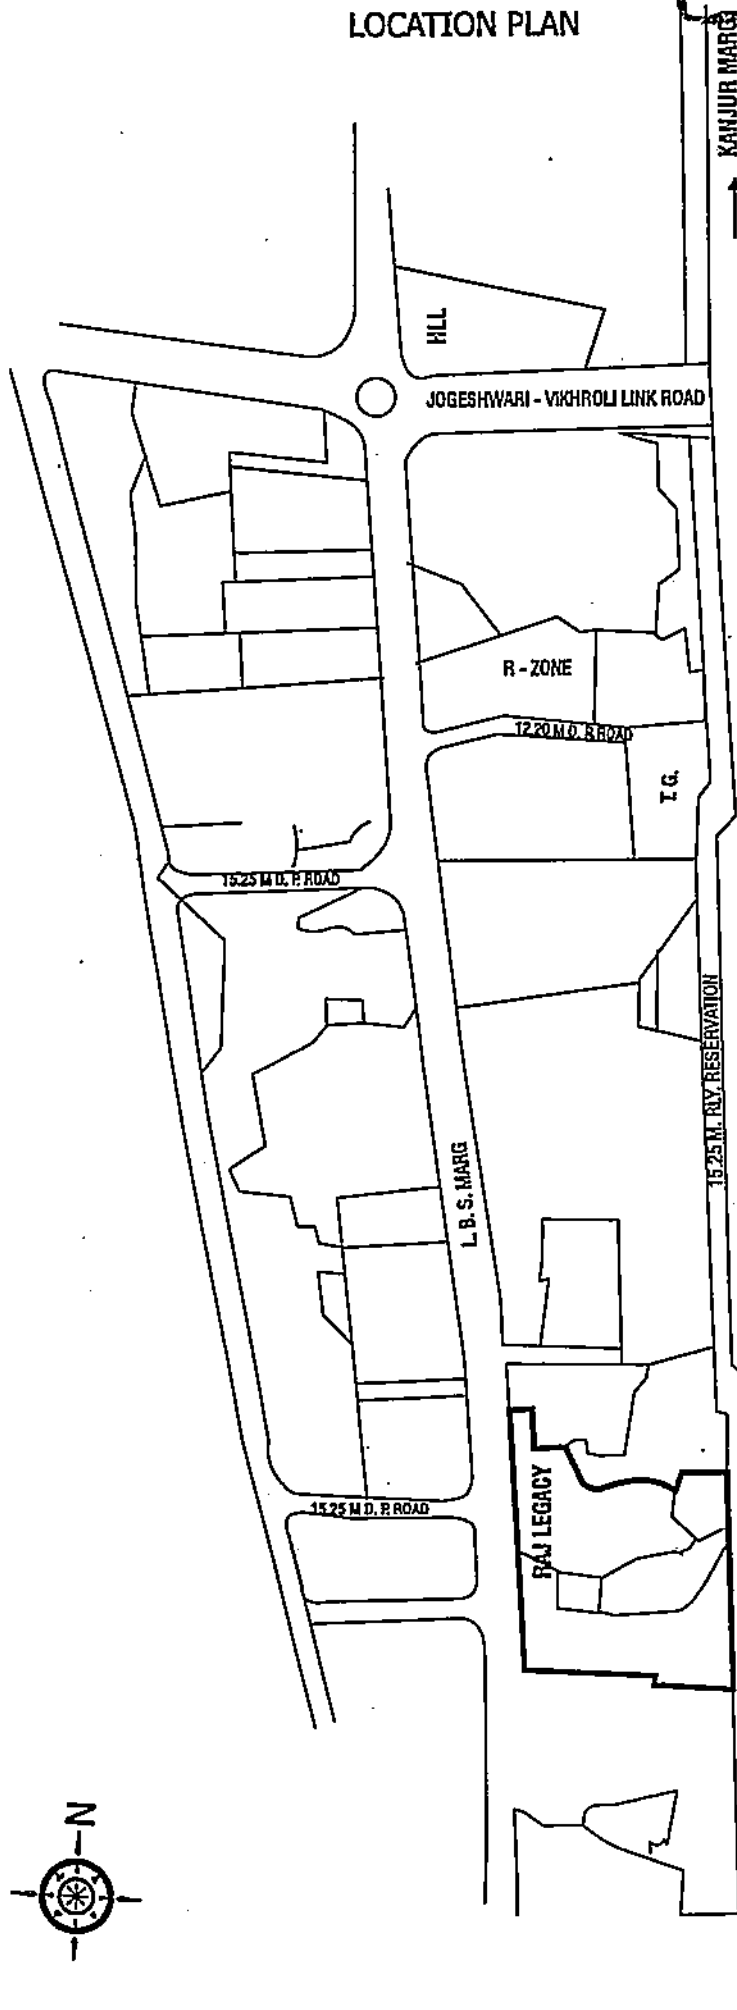 LOCATION PLAN
KANJUR MARG
HLL
JOGESHWARI - VIKHROLI LINK ROAD
R - ZONE
12.20 M D. P. ROAD
T. G.
15.25 M D. P. ROAD
15.25 M. RLY. RESERVATION
L. B. S. MARG
RAJ LEGACY
15.25 M D. P. ROAD
N